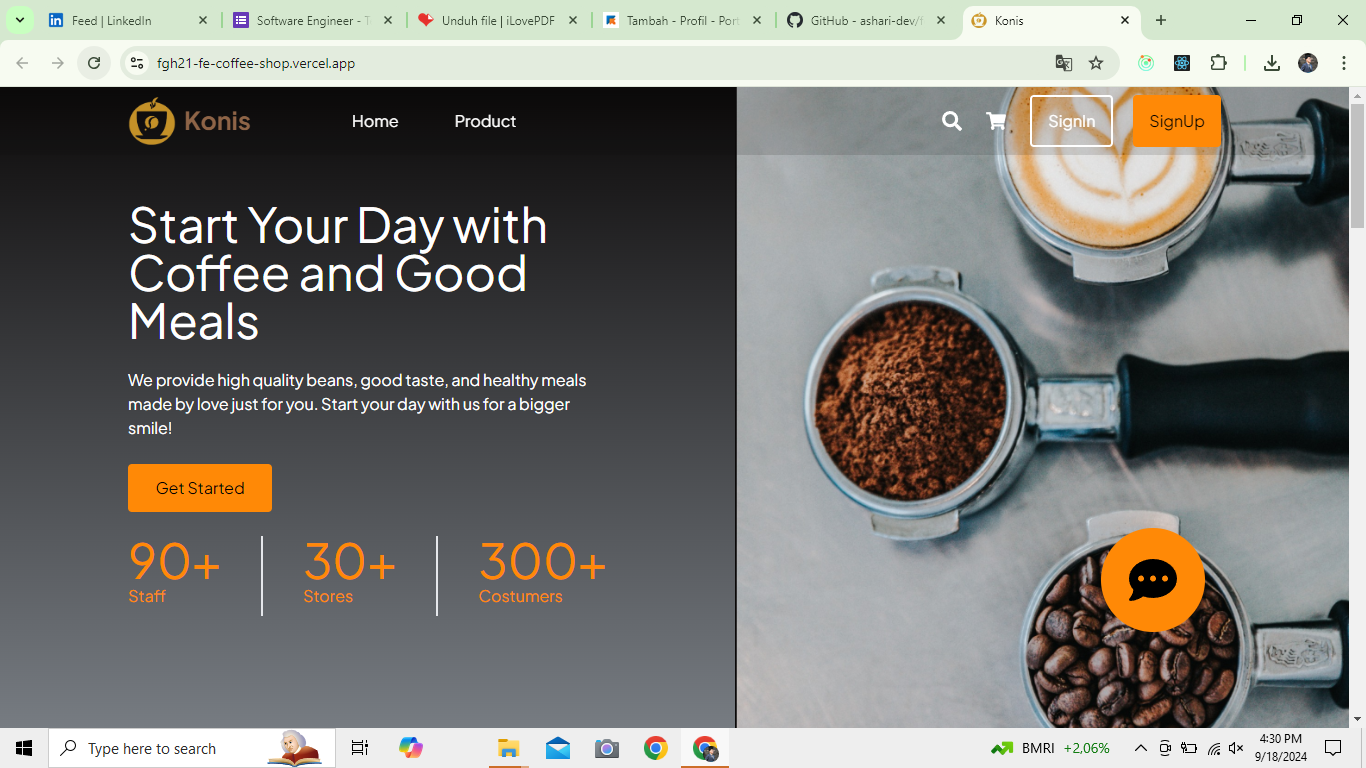 Feed | LinkedIn
Software Engineer - T
Unduh file | iLovePDF
Tambah - Profil - Port
GitHub - ashari-dev/f
Konis
fgh21-fe-coffee-shop.vercel.app
Konis
Home
Product
SignIn
SignUp
Start Your Day with
Coffee and Good
Meals
We provide high quality beans, good taste, and healthy meals
made by love just for you. Start your day with us for a bigger
smile!
Get Started
90+
Staff
30+
Stores
300+
Costumers
Type here to search
BMRI +2,06%
4:30 PM
9/18/2024